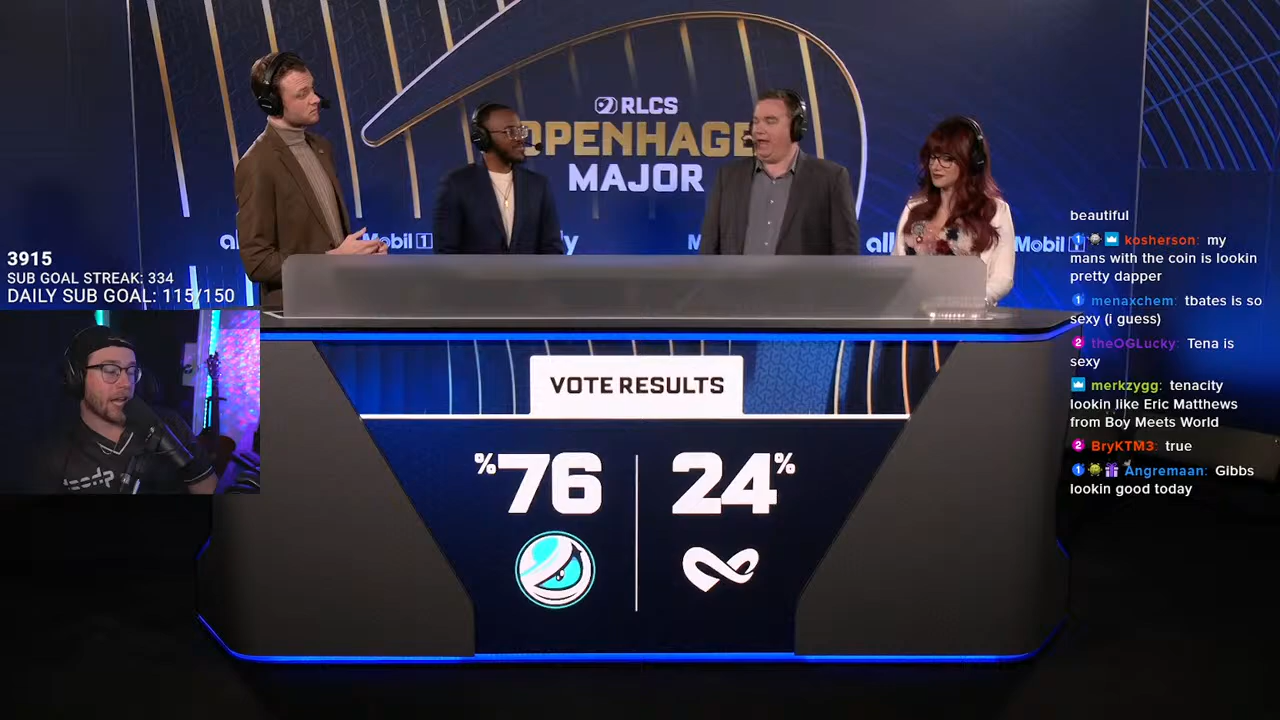 RLCS
OPENHAGE
MAJOR
Mobil 1
Mobil 1
3915
SUB GOAL STREAK: 334
DAILY SUB GOAL: 115/150
VOTE RESULTS
%76
24%
beautiful
kosherson: my
mans with the coin is lookin
pretty dapper
menaxchem: tbates is so
sexy (i guess)
theOGLucky: Tena is
sexy
merkzygg: tenacity
lookin like Eric Matthews
from Boy Meets World
BryKTM3: true
Angremaan: Gibbs
lookin good today